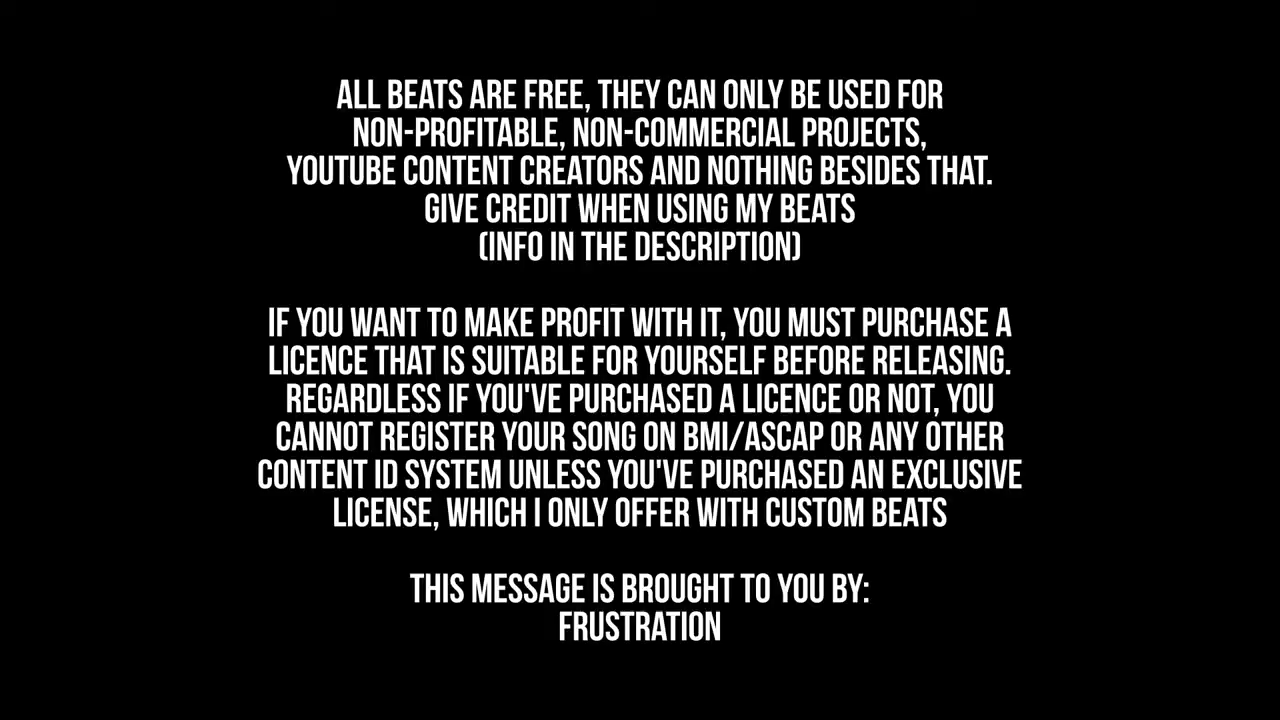 ALL BEATS ARE FREE, THEY CAN ONLY BE USED FOR
NON-PROFITABLE, NON-COMMERCIAL PROJECTS,
YOUTUBE CONTENT CREATORS AND NOTHING BESIDES THAT.
GIVE CREDIT WHEN USING MY BEATS
(INFO IN THE DESCRIPTION)
IF YOU WANT TO MAKE PROFIT WITH IT, YOU MUST PURCHASE A
LICENCE THAT IS SUITABLE FOR YOURSELF BEFORE RELEASING.
REGARDLESS IF YOU'VE PURCHASED A LICENCE OR NOT, YOU
CANNOT REGISTER YOUR SONG ON BMI/ASCAP OR ANY OTHER
CONTENT ID SYSTEM UNLESS YOU'VE PURCHASED AN EXCLUSIVE
LICENSE, WHICH I ONLY OFFER WITH CUSTOM BEATS
THIS MESSAGE IS BROUGHT TO YOU BY:
FRUSTRATION